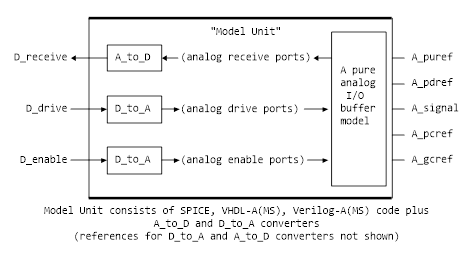 "Model Unit"
D_receive
A_to_D
(analog receive ports)
A_puref
A pure
analog
I/O
buffer
model
A_pdref
D_drive
D_to_A
(analog drive ports)
A_signal
A_pcref
D_enable
D_to_A
(analog enable ports)
A_gcref
Model Unit consists of SPICE, VHDL-A(MS), Verilog-A(MS) code plus
A_to_D and D_to_A converters
(references for D_to_A and A_to_D converters not shown)